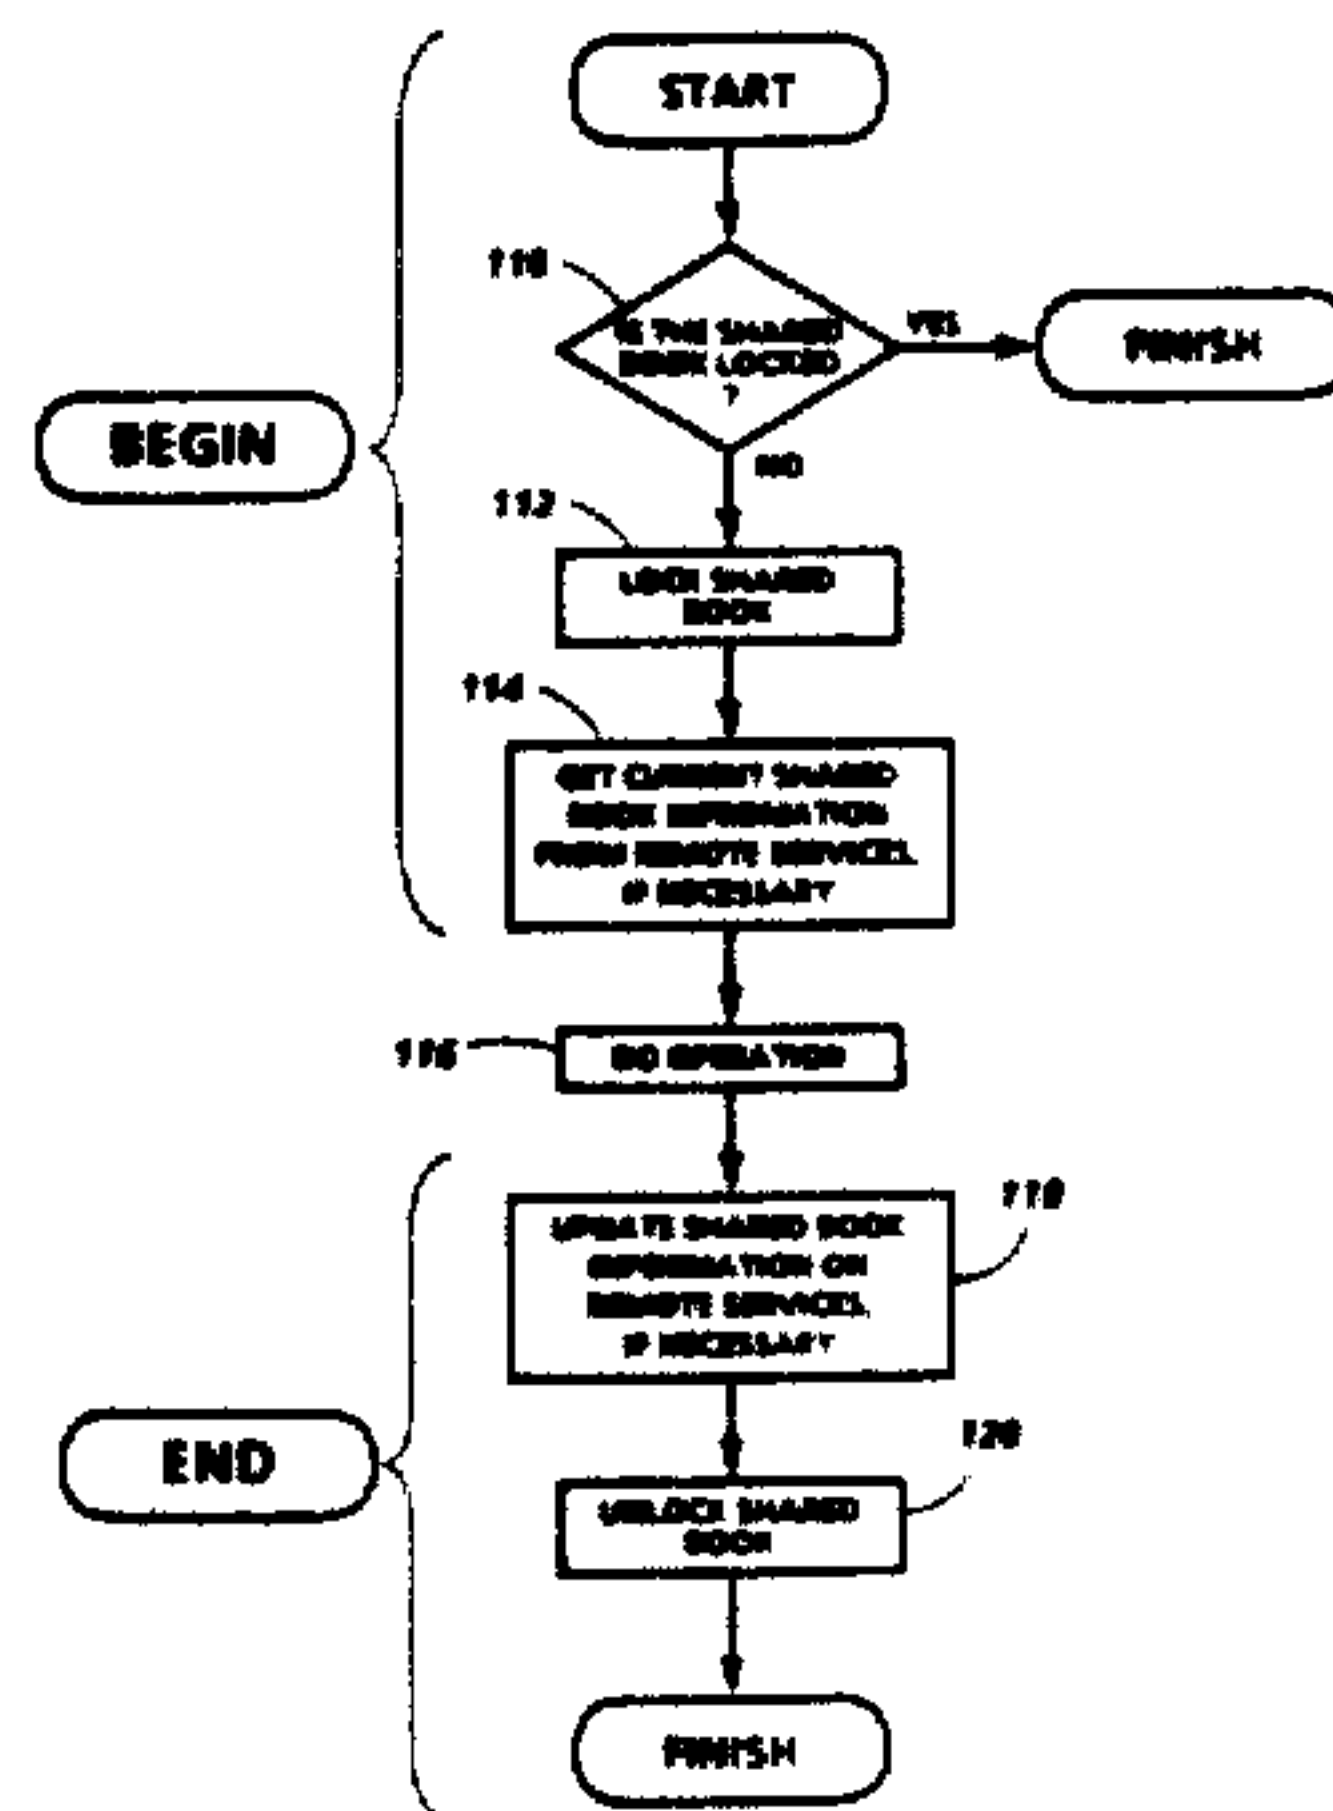 START
110
IS THE SHARED
BOOK LOCKED
?
YES
FINISH
BEGIN
NO
112
LOCK SHARED
BOOK
114
GET CURRENT SHARED
BOOK INFORMATION
FROM REMOTE SERVICES,
IF NECESSARY
116
DO OPERATION
118
UPDATE SHARED BOOK
INFORMATION ON
REMOTE SERVICES,
IF NECESSARY
END
120
UNLOCK SHARED
BOOK
FINISH